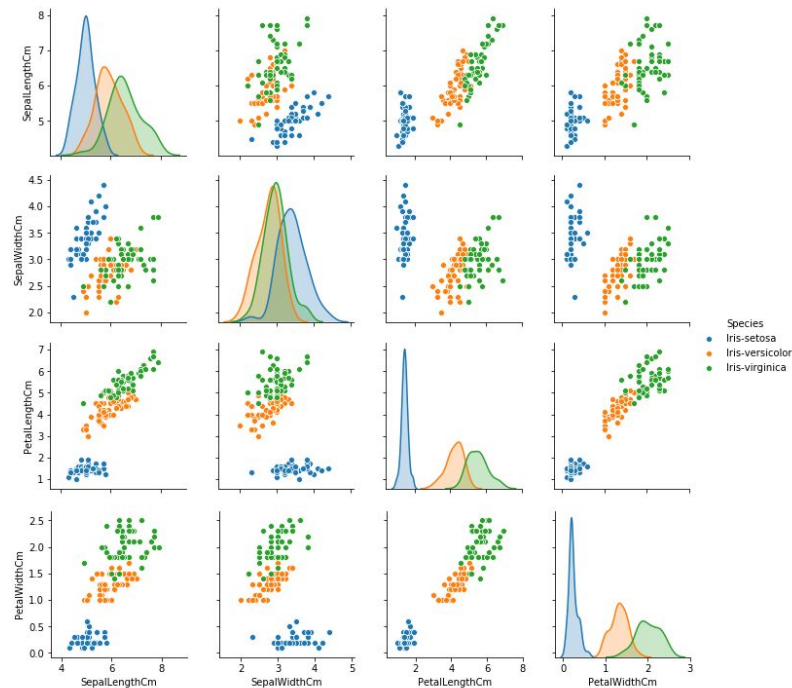 SepalLengthCm
8
7
6
5
SepalWidthCm
4.5
4.0
3.5
3.0
2.5
2.0
Species
Iris-setosa
Iris-versicolor
Iris-virginica
PetalLengthCm
7
6
5
4
3
2
1
PetalWidthCm
2.5
2.0
1.5
1.0
0.5
0.0
4 6 8
2 3 4 5
2 4 6 8
0 1 2 3
SepalLengthCm SepalWidthCm PetalLengthCm PetalWidthCm